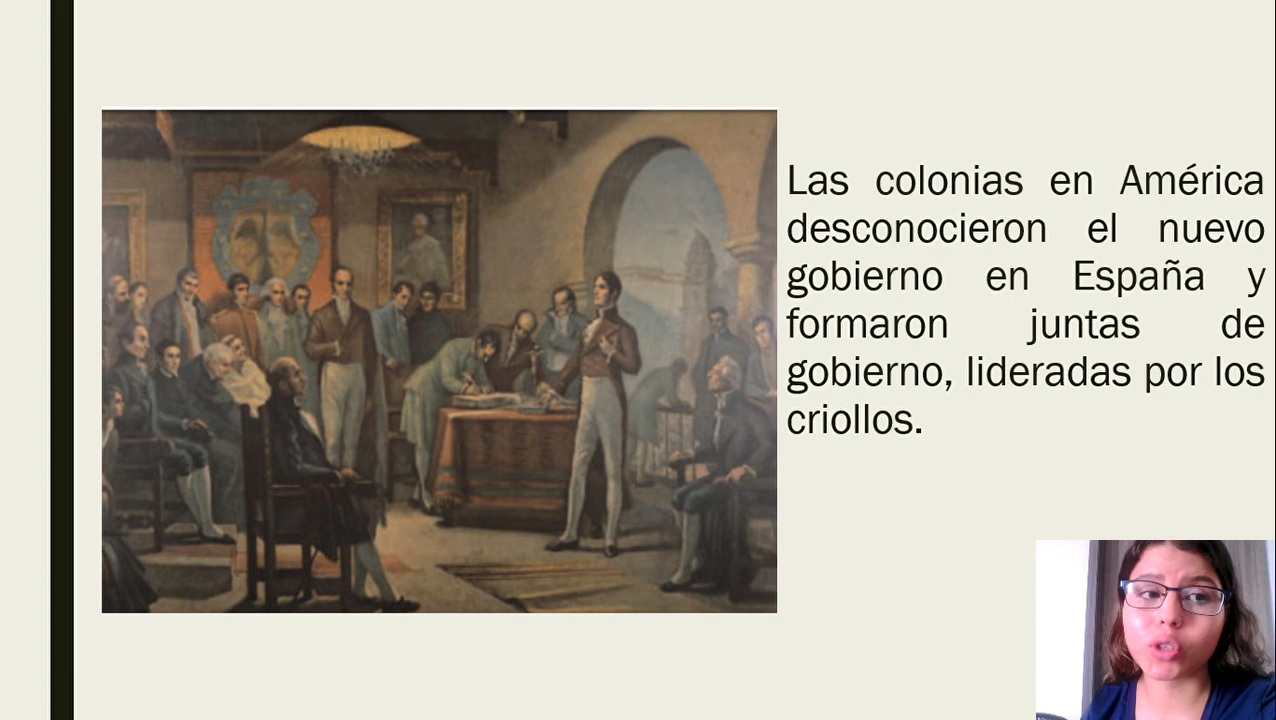 Las colonias en América
desconocieron el nuevo
gobierno en España y
formaron juntas de
gobierno, lideradas por los
criollos.